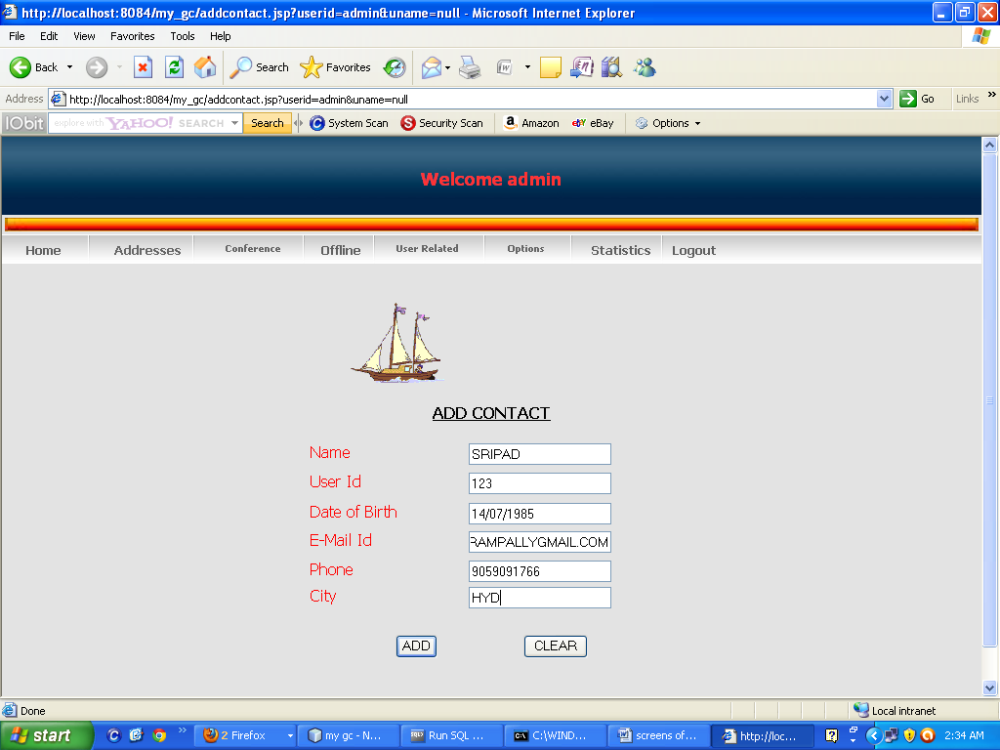 http://localhost:8084/my_gc/addcontact.jsp?userid=admin&uname=null - Microsoft Internet Explorer
File Edit View Favorites Tools Help
Back Search Favorites
Address http://localhost:8084/my_gc/addcontact.jsp?userid=admin&uname=null Go Links »
IObit explore with YAHOO! SEARCH Search System Scan Security Scan Amazon eBay Options
Welcome admin
Home Addresses Conference Offline User Related Options Statistics Logout
ADD CONTACT
Name SRIPAD
User Id 123
Date of Birth 14/07/1985
E-Mail Id RAMPALLYGMAIL.COM
Phone 9059091766
City HYD
ADD CLEAR
Done Local intranet
start 2 Firefox my gc - N... Run SQL ... C:\WIND... screens of... http://loc... 2:34 AM